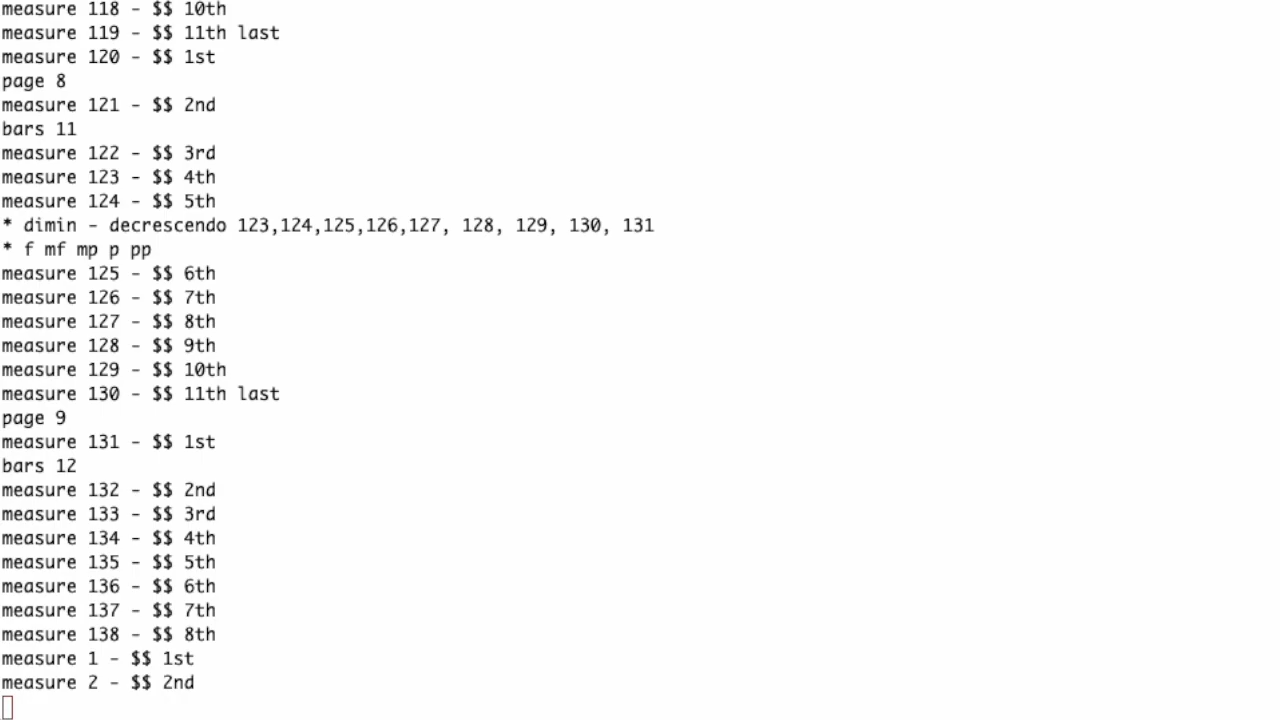 measure 118 - $$ 10th
measure 119 - $$ 11th last
measure 120 - $$ 1st
page 8
measure 121 - $$ 2nd
bars 11
measure 122 - $$ 3rd
measure 123 - $$ 4th
measure 124 - $$ 5th
* dimin - decrescendo 123,124,125,126,127, 128, 129, 130, 131
* f mf mp p pp
measure 125 - $$ 6th
measure 126 - $$ 7th
measure 127 - $$ 8th
measure 128 - $$ 9th
measure 129 - $$ 10th
measure 130 - $$ 11th last
page 9
measure 131 - $$ 1st
bars 12
measure 132 - $$ 2nd
measure 133 - $$ 3rd
measure 134 - $$ 4th
measure 135 - $$ 5th
measure 136 - $$ 6th
measure 137 - $$ 7th
measure 138 - $$ 8th
measure 1 - $$ 1st
measure 2 - $$ 2nd